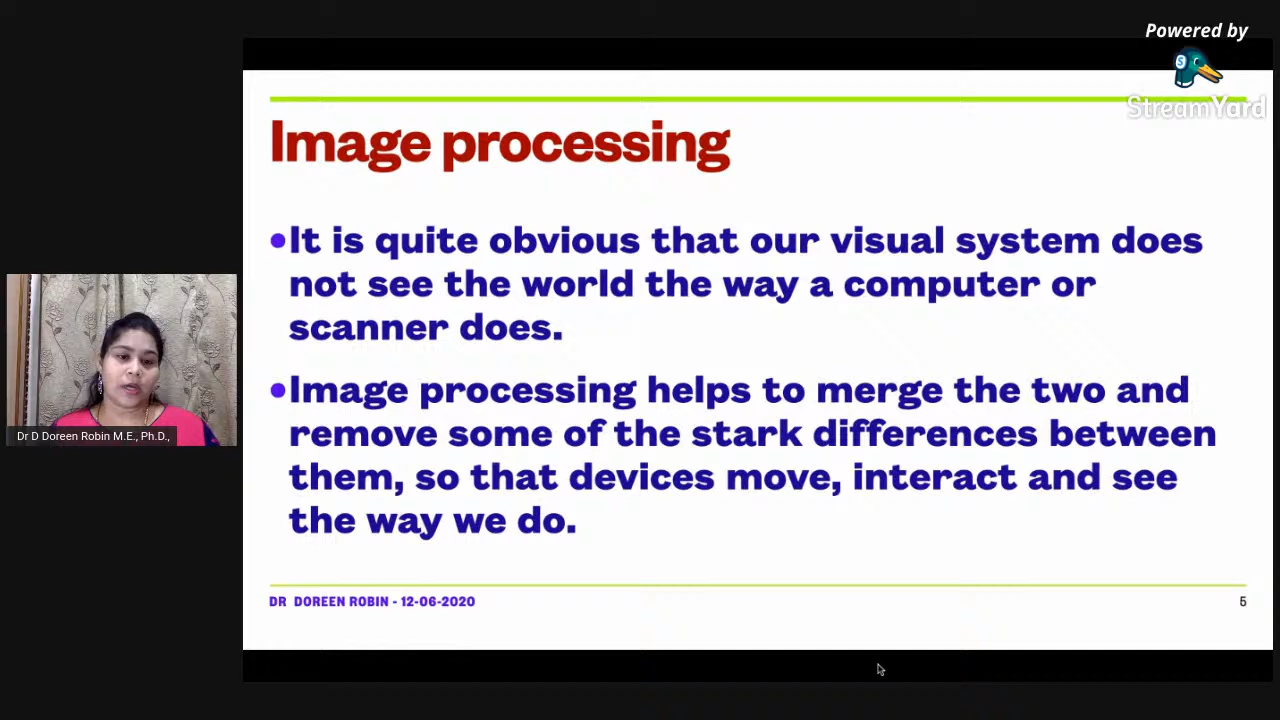 Powered by
StreamYard
Image processing
•It is quite obvious that our visual system does
not see the world the way a computer or
scanner does.
•Image processing helps to merge the two and
remove some of the stark differences between
them, so that devices move, interact and see
the way we do.
Dr D Doreen Robin M.E., Ph.D.,
DR DOREEN ROBIN - 12-06-2020
5